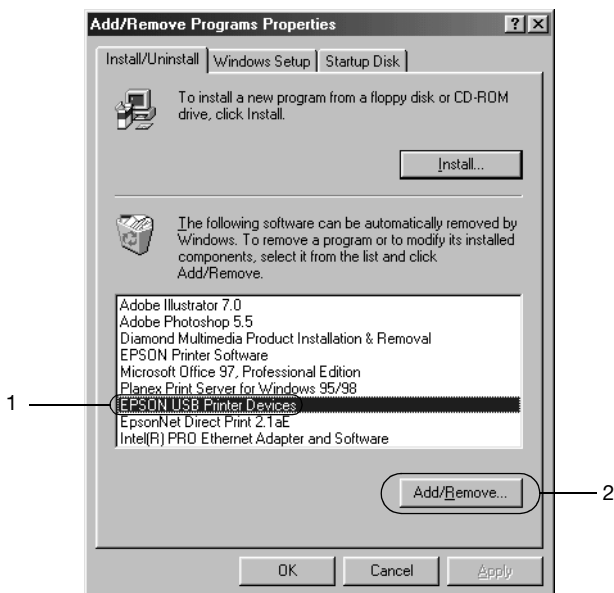 Add/Remove Programs Properties
Install/Uninstall
Windows Setup
Startup Disk
To install a new program from a floppy disk or CD-ROM
drive, click Install.
Install...
The following software can be automatically removed by
Windows. To remove a program or to modify its installed
components, select it from the list and click
Add/Remove.
Adobe Illustrator 7.0
Adobe Photoshop 5.5
Diamond Multimedia Product Installation & Removal
EPSON Printer Software
Microsoft Office 97, Professional Edition
Planex Print Server for Windows 95/98
1
EPSON USB Printer Devices
EpsonNet Direct Print 2.1aE
Intel(R) PRO Ethernet Adapter and Software
Add/Remove...
2
OK
Cancel
Apply